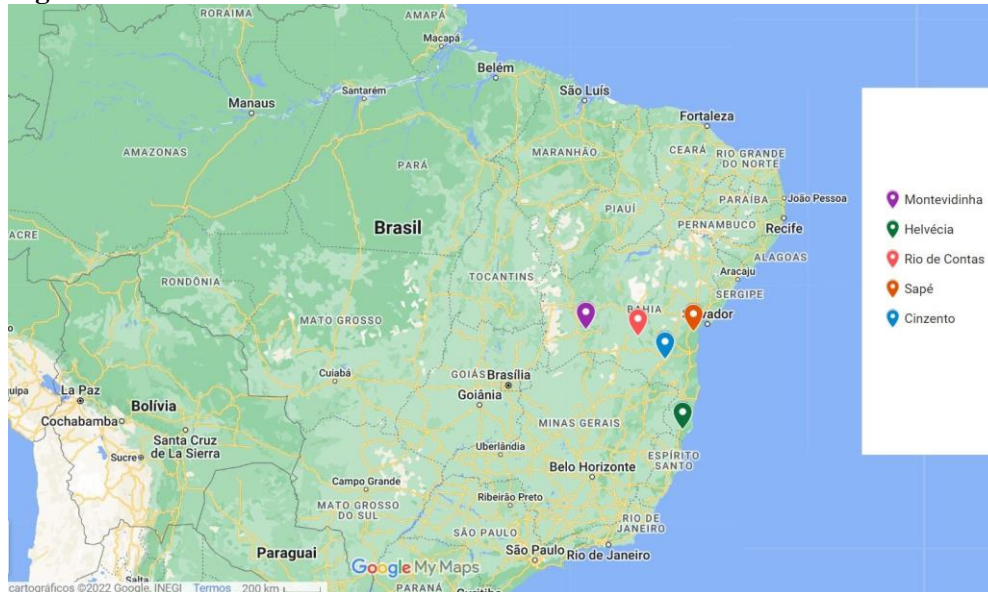 RORAIMA
AMAPÁ
Macapá
Belém
Santarém
São Luís
Manaus
Fortaleza
AMAZONAS
MARANHÃO
CEARÁ
RIO GRANDE
DO NORTE
PARÁ
PIAUÍ
PARAÍBA
João Pessoa
Montevidinha
ACRE
Brasil
PERNAMBUCO
Recife
Helvécia
ALAGOAS
Rio de Contas
RONDÔNIA
TOCANTINS
Aracaju
SERGIPE
Sapé
BAHIA
MATO GROSSO
Cinzento
Cuiabá
GOIÁS
Brasília
La Paz
Goiânia
Bolívia
Cochabamba
MINAS GERAIS
Santa Cruz
de La Sierra
Uberlândia
ESPÍRITO
SANTO
Sucre
Belo Horizonte
Campo Grande
Ribeirão Preto
MATO GROSSO
DO SUL
RIO DE
JANEIRO
SÃO PAULO
São Paulo
Rio de Janeiro
Paraguai
Google My Maps
Salta
PARANÁ
cartográficos ©2022 Google, INEGI
Termos
200 km